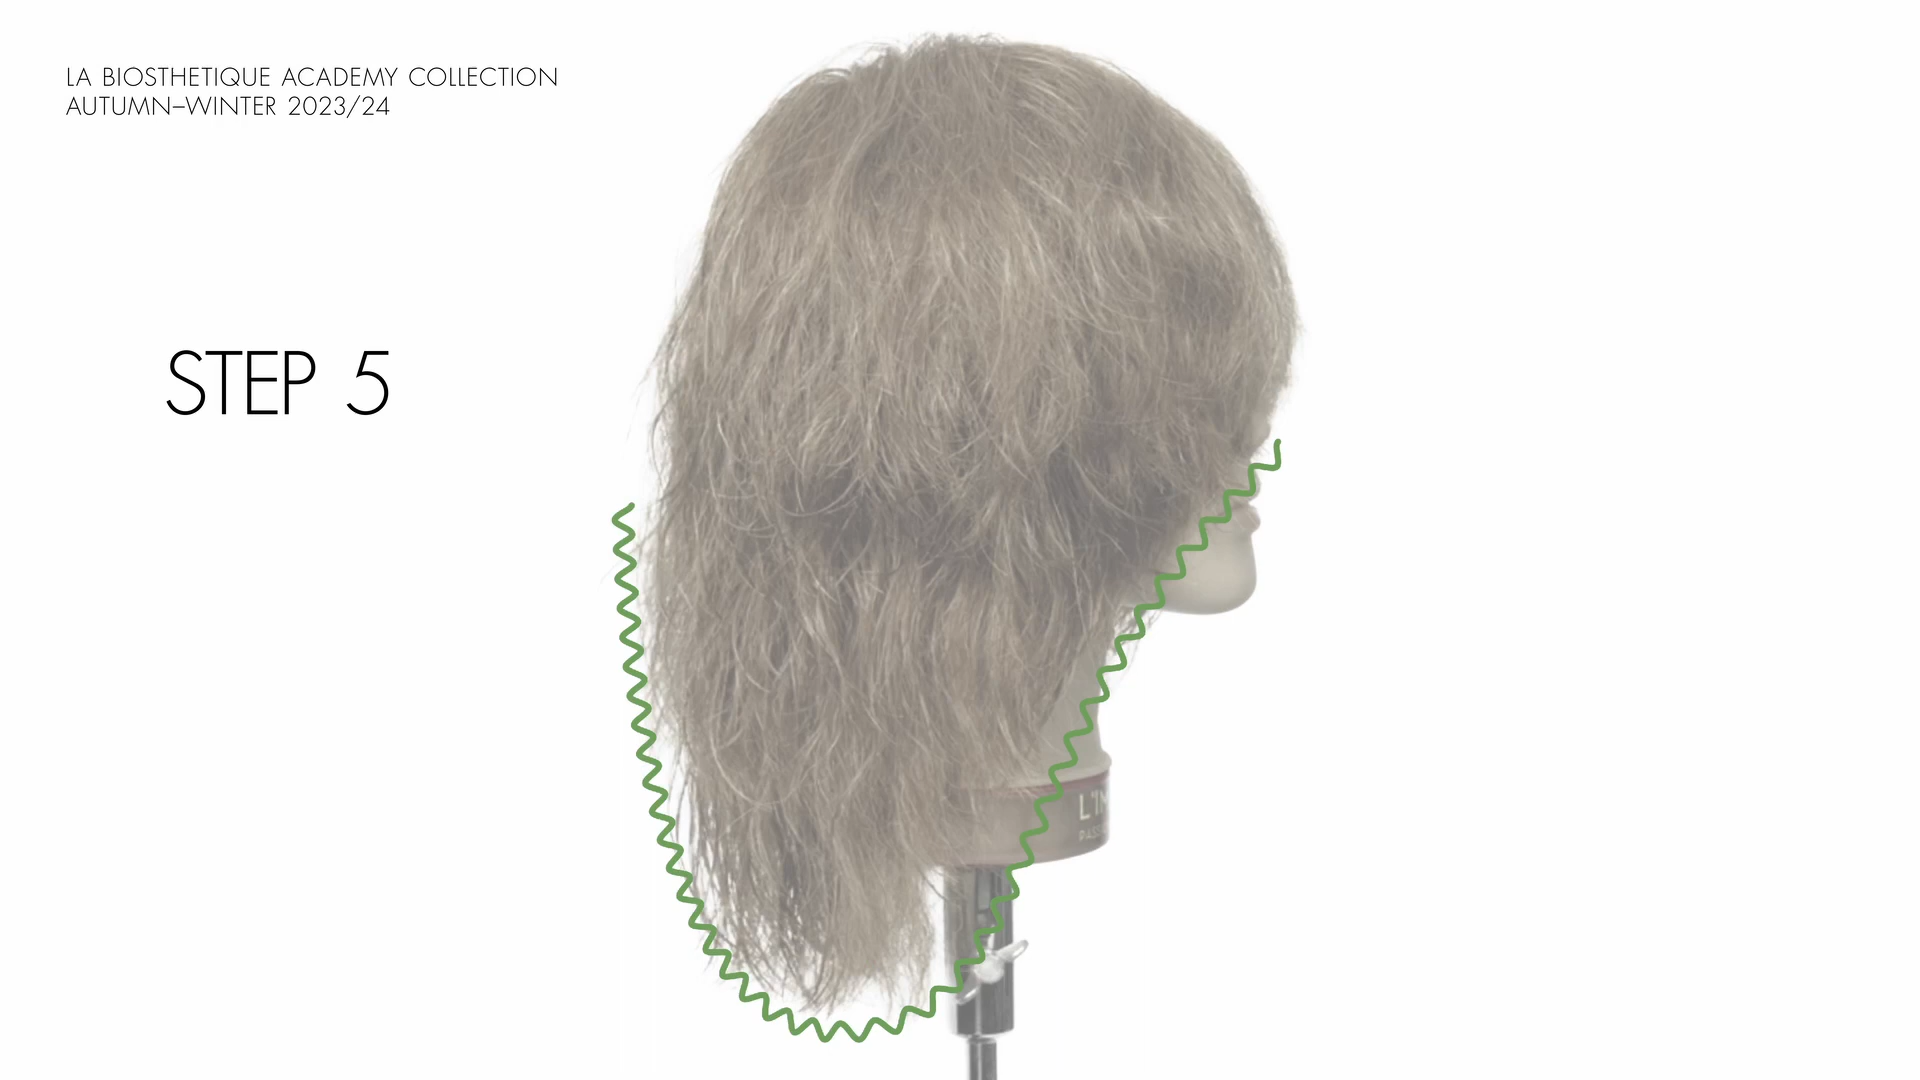 LA BIOSTHETIQUE ACADEMY COLLECTION
AUTUMN–WINTER 2023/24
STEP 5